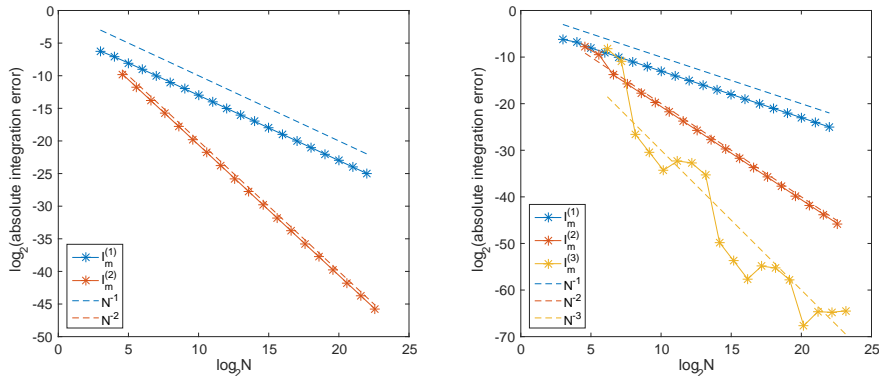 0
-5
-10
-15
-20
-25
-30
-35
-40
-45
-50
0 5 10 15 20 25
log₂N
log₂(absolute integration error)
I_m^(1)
I_m^(2)
N^-1
N^-2
0
-10
-20
-30
-40
-50
-60
-70
0 5 10 15 20 25
log₂N
log₂(absolute integration error)
I_m^(1)
I_m^(2)
I_m^(3)
N^-1
N^-2
N^-3